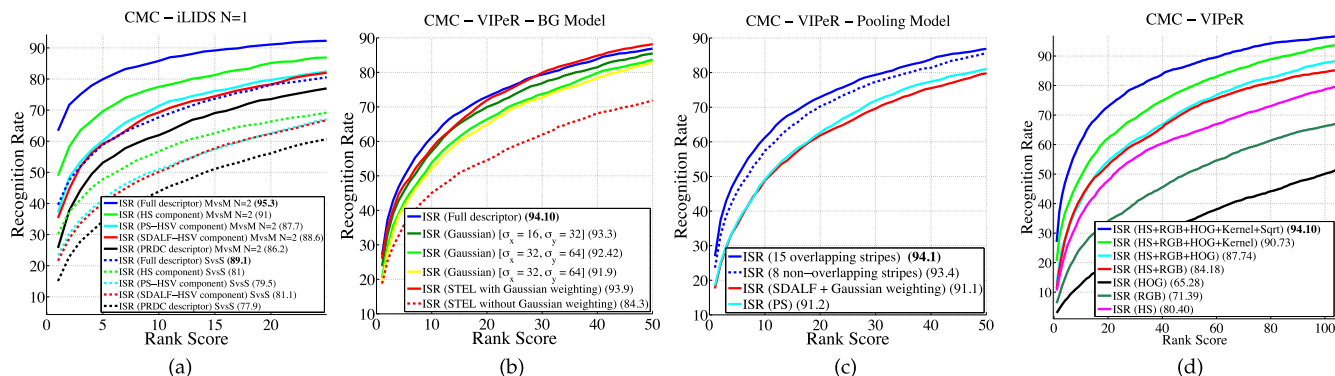 CMC − iLIDS N=1
Recognition Rate
90
80
70
60
50
40
30
20
10
ISR (Full descriptor) MvsM N=2 (95.3)
ISR (HS component) MvsM N=2 (91)
ISR (PS−HSV component) MvsM N=2 (87.7)
ISR (SDALF−HSV component) MvsM N=2 (88.6)
ISR (PRDC descriptor) MvsM N=2 (86.2)
ISR (Full descriptor) SvsS (89.1)
ISR (HS component) SvsS (81)
ISR (PS−HSV component) SvsS (79.5)
ISR (SDALF−HSV component) SvsS (81.1)
ISR (PRDC descriptor) SvsS (77.9)
0 5 10 15 20
Rank Score
(a)
CMC − VIPeR − BG Model
Recognition Rate
90
80
70
60
50
40
30
20
10
ISR (Full descriptor) (94.10)
ISR (Gaussian) [σx = 16, σy = 32] (93.3)
ISR (Gaussian) [σx = 32, σy = 64] (92.42)
ISR (Gaussian) [σx = 32, σy = 64] (91.9)
ISR (STEL with Gaussian weighting) (93.9)
ISR (STEL without Gaussian weighting) (84.3)
0 10 20 30 40 50
Rank Score
(b)
CMC − VIPeR − Pooling Model
Recognition Rate
90
80
70
60
50
40
30
20
10
ISR (15 overlapping stripes) (94.1)
ISR (8 non−overlapping stripes) (93.4)
ISR (SDALF + Gaussian weighting) (91.1)
ISR (PS) (91.2)
0 10 20 30 40 50
Rank Score
(c)
CMC − VIPeR
Recognition Rate
90
80
70
60
50
40
30
20
10
ISR (HS+RGB+HOG+Kernel+Sqrt) (94.10)
ISR (HS+RGB+HOG+Kernel) (90.73)
ISR (HS+RGB+HOG) (87.74)
ISR (HS+RGB) (84.18)
ISR (HOG) (65.28)
ISR (RGB) (71.39)
ISR (HS) (80.40)
0 20 40 60 80 100
Rank Score
(d)